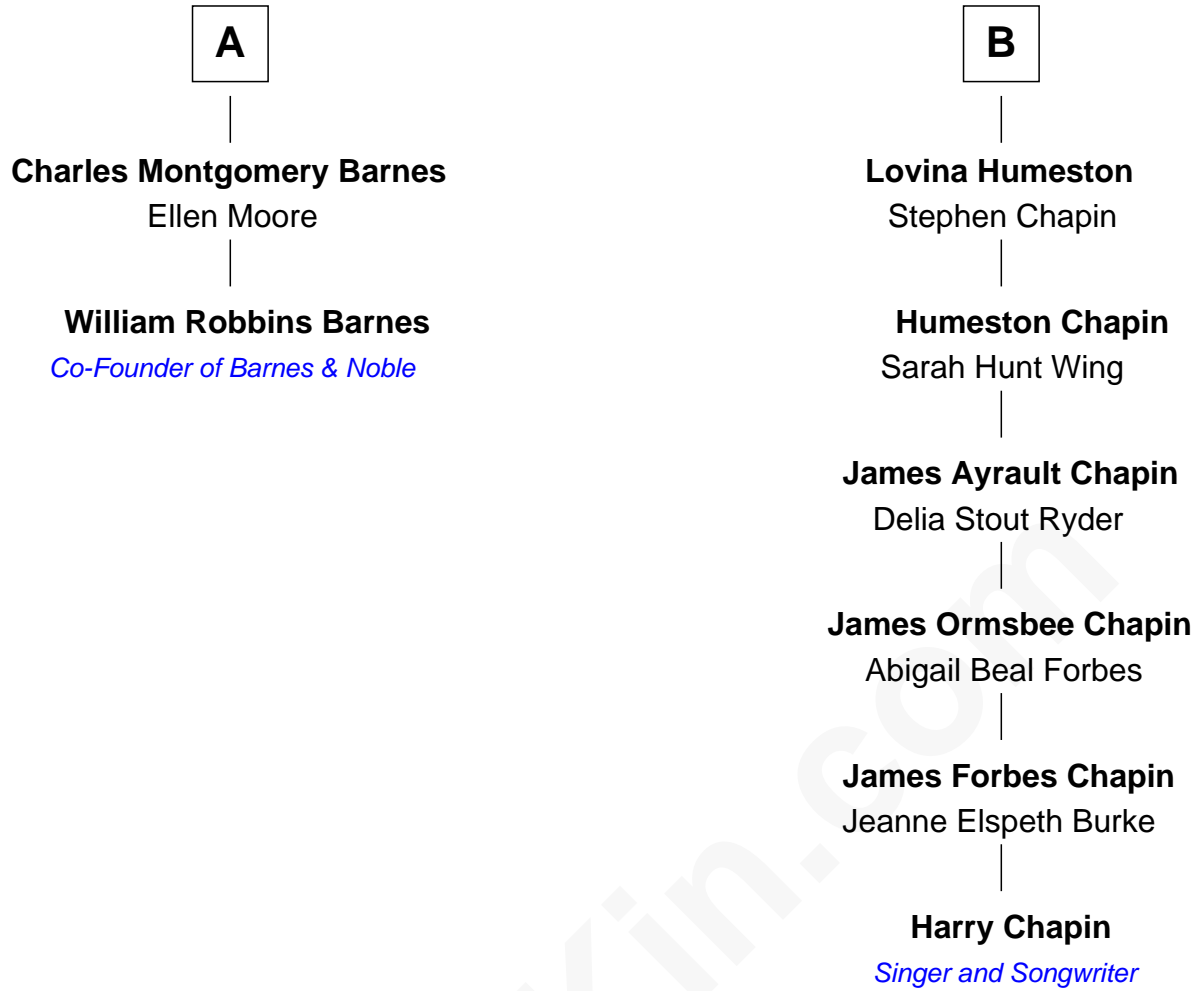 A
Charles Montgomery Barnes
Ellen Moore
William Robbins Barnes
Co-Founder of Barnes & Noble
B
Lovina Humeston
Stephen Chapin
Humeston Chapin
Sarah Hunt Wing
James Ayrault Chapin
Delia Stout Ryder
James Ormsbee Chapin
Abigail Beal Forbes
James Forbes Chapin
Jeanne Elspeth Burke
Harry Chapin
Singer and Songwriter